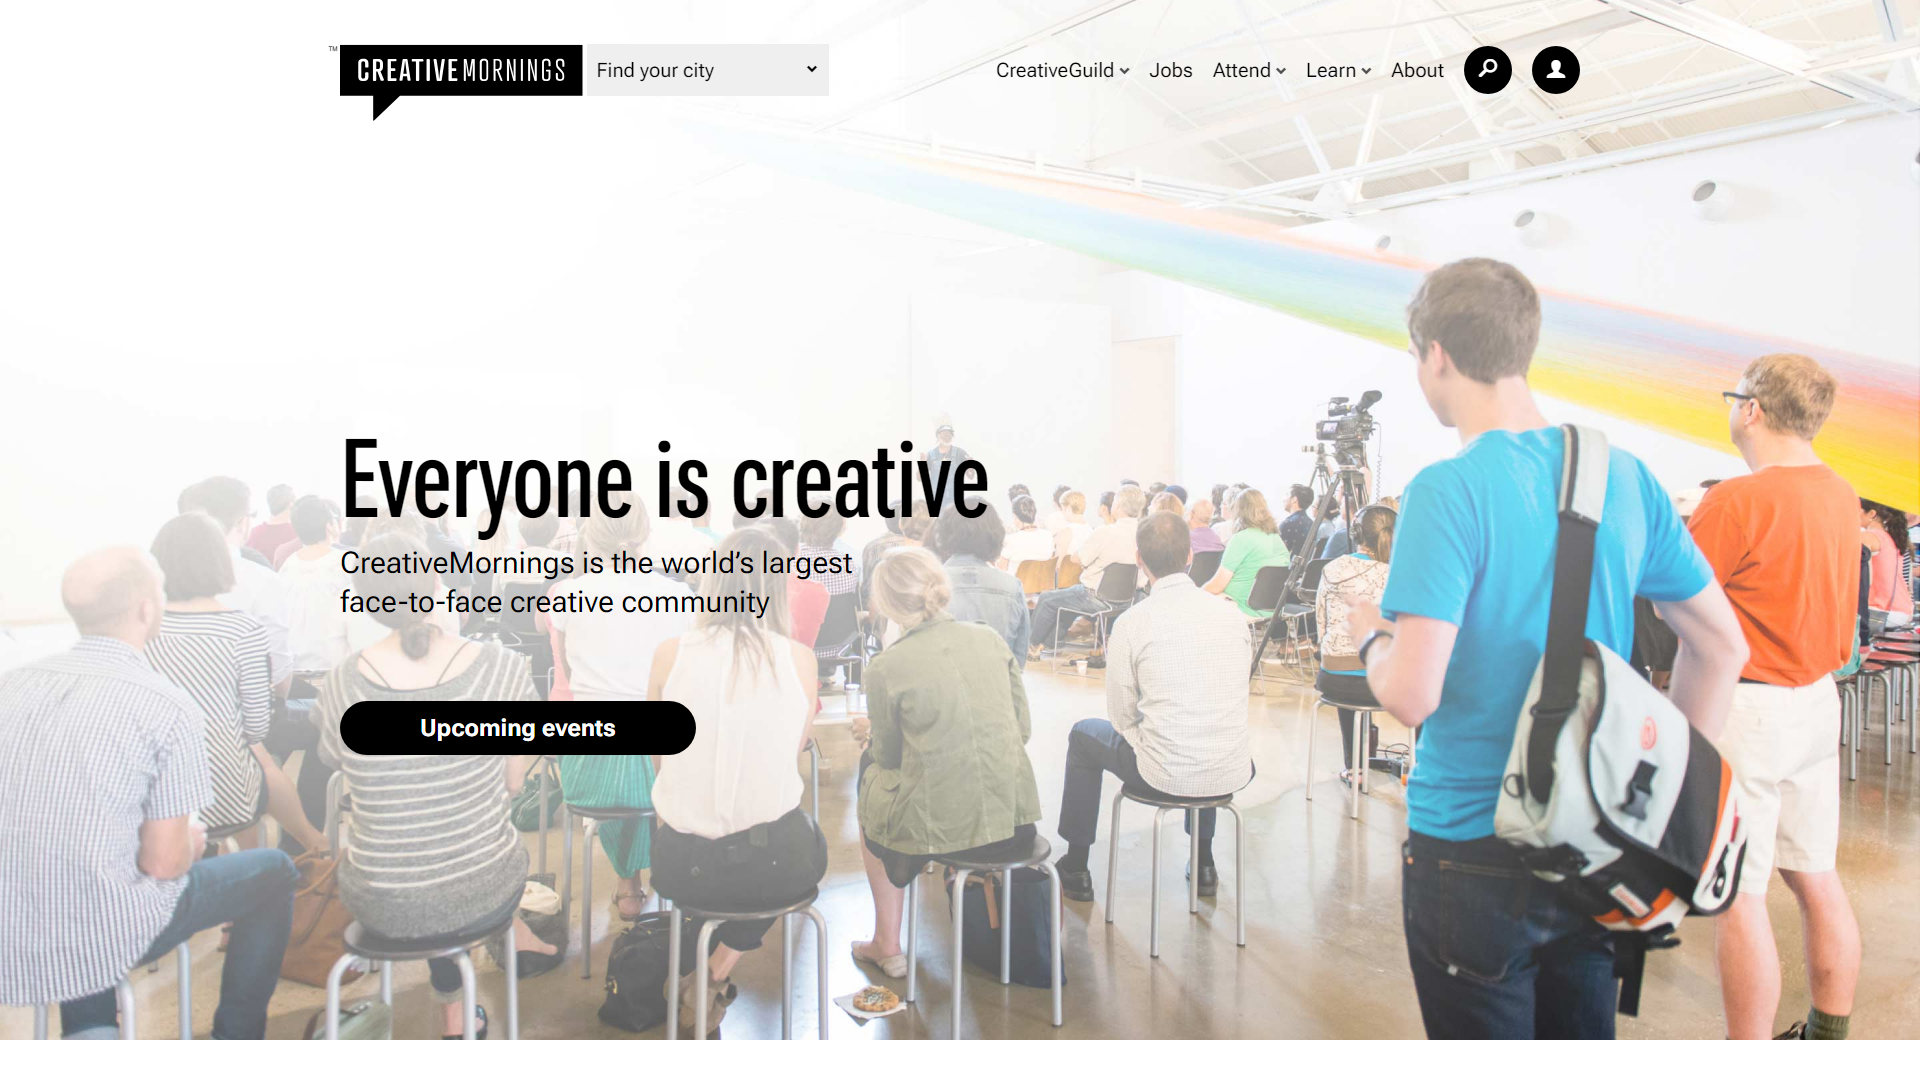 TM
CREATIVEMORNINGS
Find your city
CreativeGuild
Jobs
Attend
Learn
About
Everyone is creative
CreativeMornings is the world’s largest
face-to-face creative community
Upcoming events